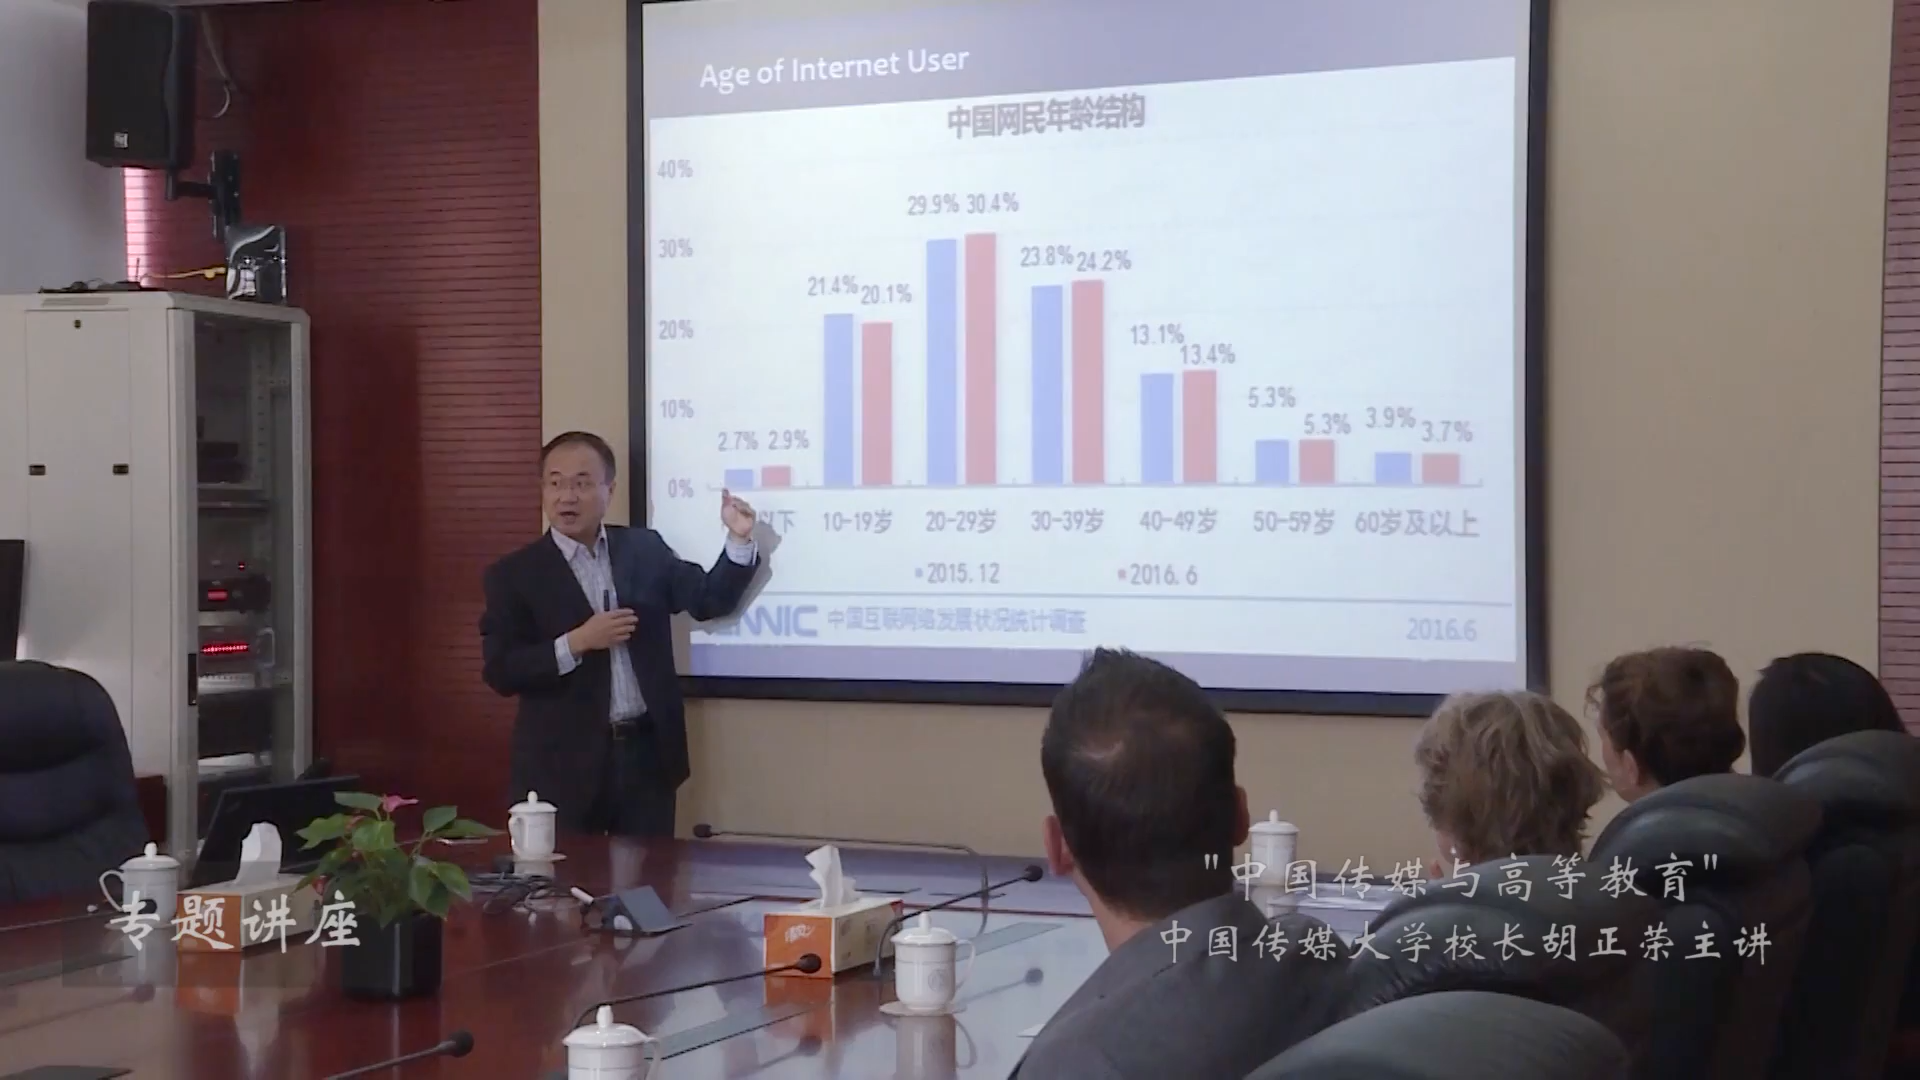 Age of Internet User
中国网民年龄结构
40%
30%
20%
10%
0%
2.7% 2.9%
21.4% 20.1%
29.9% 30.4%
23.8% 24.2%
13.1% 13.4%
5.3% 5.3%
3.9% 3.7%
以下 10-19岁 20-29岁 30-39岁 40-49岁 50-59岁 60岁及以上
2015.12 2016.6
CNNIC 中国互联网络发展状况统计调查 2016.6
专题讲座
"中国传媒与高等教育"
中国传媒大学校长胡正荣主讲